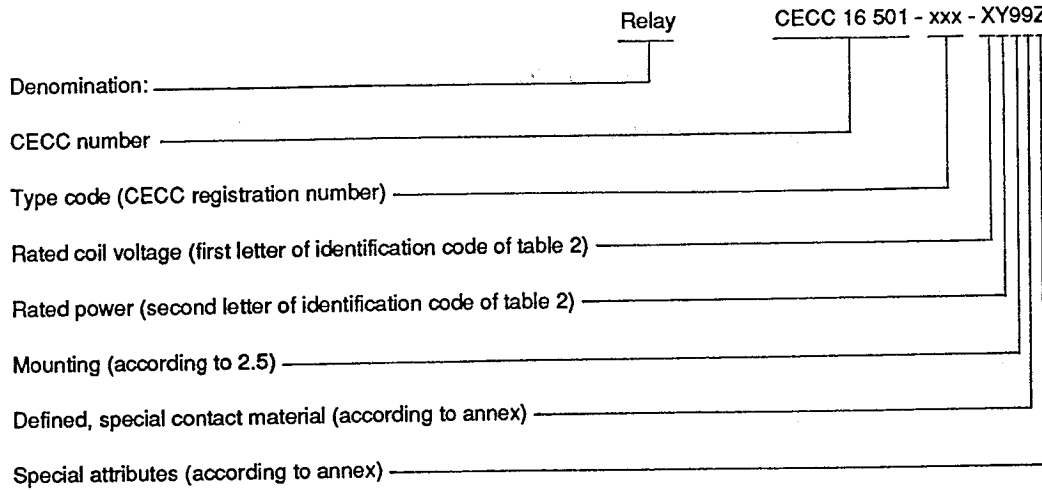 Relay CECC 16 501 - xxx - XY99Z
Denomination:
CECC number
Type code (CECC registration number)
Rated coil voltage (first letter of identification code of table 2)
Rated power (second letter of identification code of table 2)
Mounting (according to 2.5)
Defined, special contact material (according to annex)
Special attributes (according to annex)